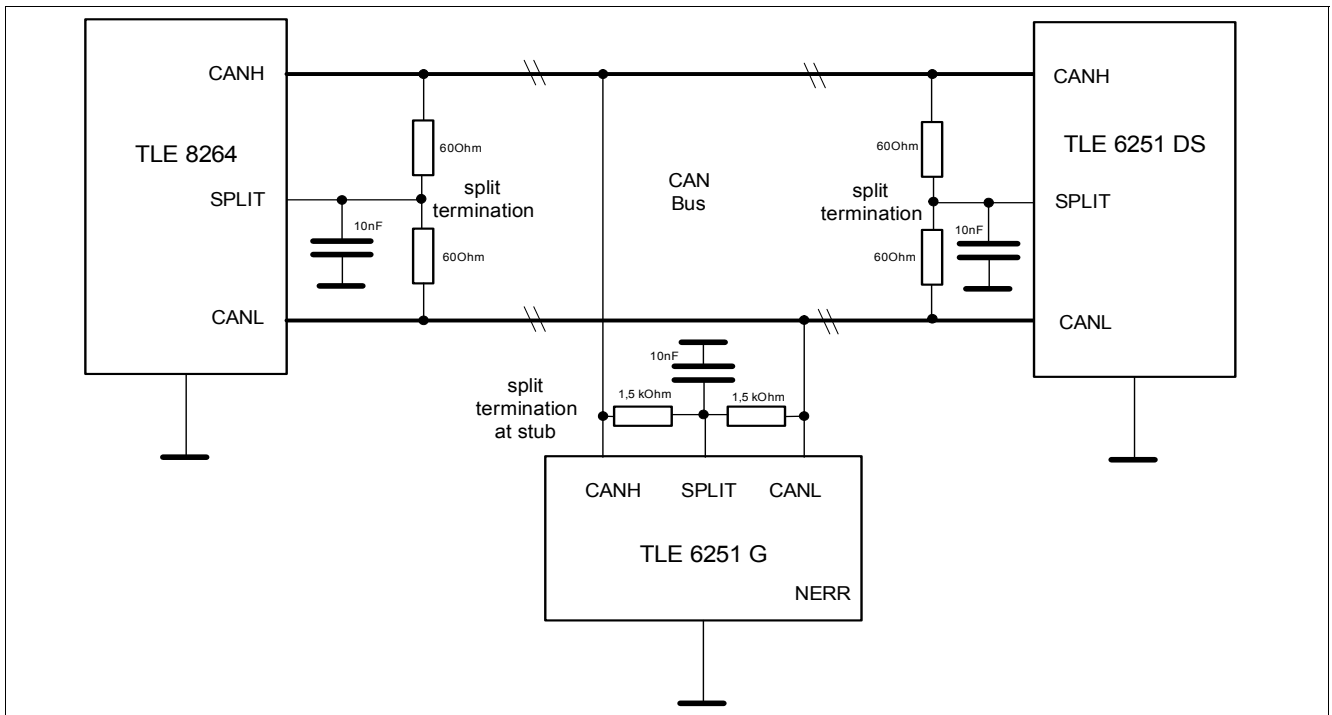 TLE 8264
CANH
SPLIT
CANL
60Ohm
split
termination
10nF
60Ohm
CAN
Bus
60Ohm
split
termination
10nF
60Ohm
TLE 6251 DS
CANH
SPLIT
CANL
split
termination
at stub
10nF
1,5 kOhm
1,5 kOhm
CANH SPLIT CANL
TLE 6251 G
NERR